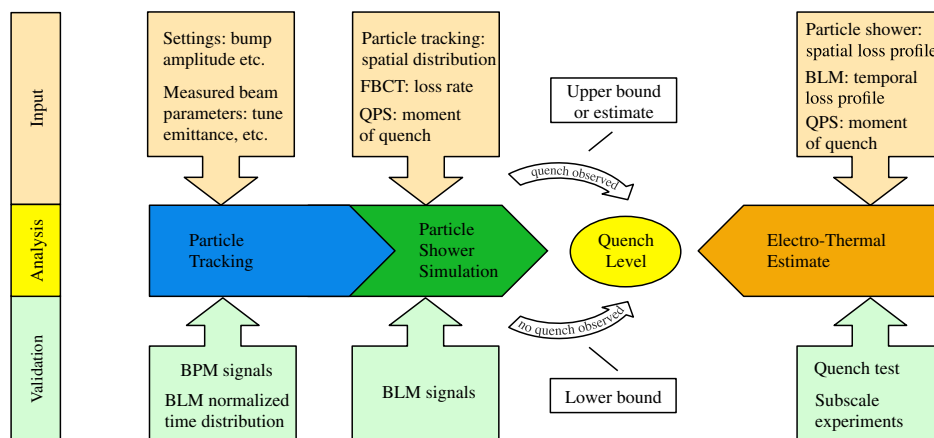 Input
Settings: bump
amplitude etc.
Measured beam
parameters: tune
emittance, etc.
Particle tracking:
spatial distribution
FBCT: loss rate
QPS: moment
of quench
Upper bound
or estimate
quench observed
Particle shower:
spatial loss profile
BLM: temporal
loss profile
QPS: moment
of quench
Analysis
Particle
Tracking
Particle
Shower
Simulation
Quench
Level
Electro-Thermal
Estimate
Validation
BPM signals
BLM normalized
time distribution
BLM signals
no quench observed
Lower bound
Quench test
Subscale
experiments